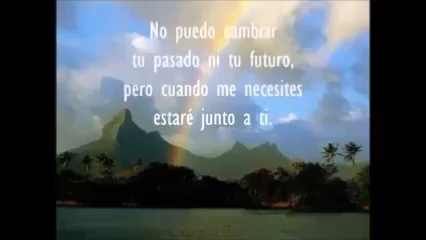 No puedo cambiar
tu pasado ni tu futuro,
pero cuando me necesites
estaré junto a ti.